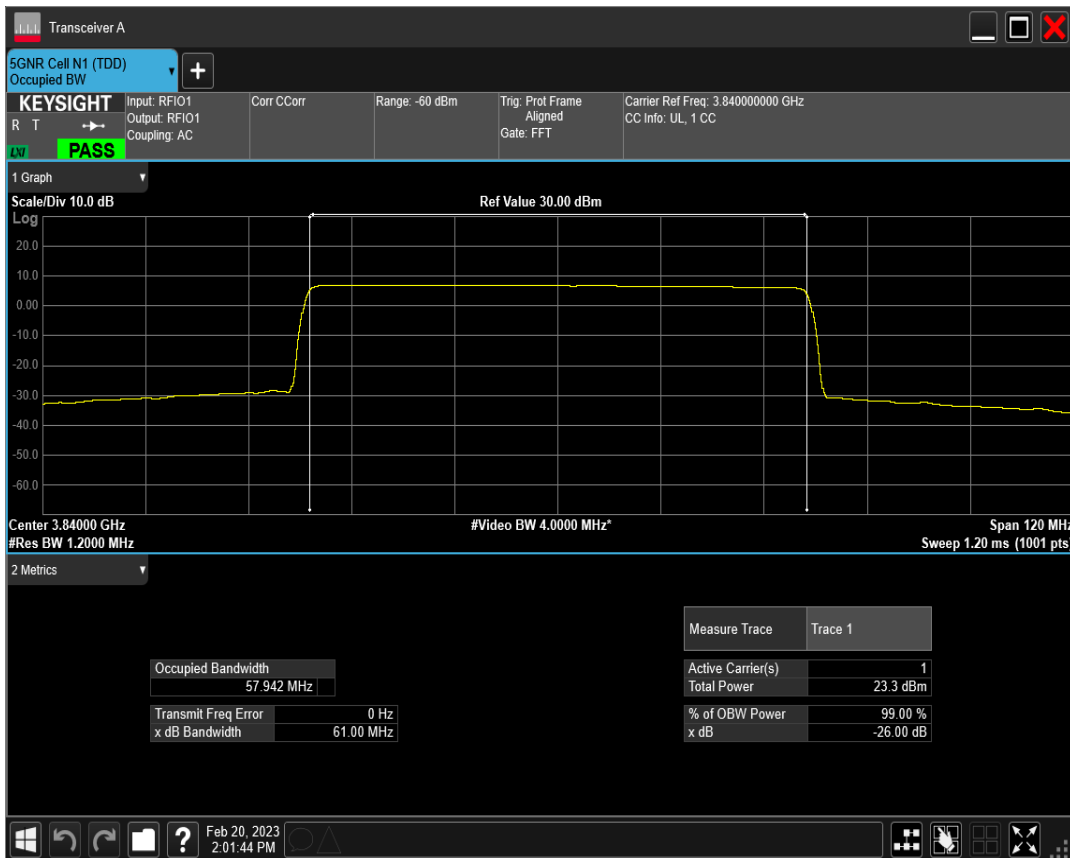 Transceiver A
5GNR Cell N1 (TDD)
Occupied BW
KEYSIGHT
R T
LXI
PASS
Input: RFIO1
Output: RFIO1
Coupling: AC
Corr CCorr
Range: -60 dBm
Trig: Prot Frame
Aligned
Gate: FFT
Carrier Ref Freq: 3.840000000 GHz
CC Info: UL, 1 CC
1 Graph
Scale/Div 10.0 dB
Ref Value 30.00 dBm
Log
20.0
10.0
0.00
-10.0
-20.0
-30.0
-40.0
-50.0
-60.0
Center 3.84000 GHz
#Video BW 4.0000 MHz*
Span 120 MHz
#Res BW 1.2000 MHz
Sweep 1.20 ms (1001 pts)
2 Metrics
Measure Trace Trace 1
Occupied Bandwidth
57.942 MHz
Active Carrier(s) 1
Total Power 23.3 dBm
Transmit Freq Error 0 Hz
x dB Bandwidth 61.00 MHz
% of OBW Power 99.00 %
x dB -26.00 dB
?
Feb 20, 2023
2:01:44 PM